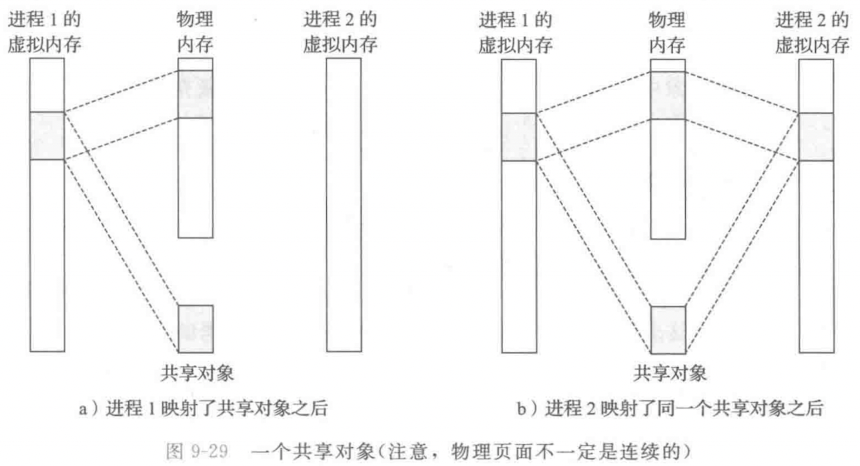 进程 1 的
虚拟内存
物理
内存
进程 2 的
虚拟内存
进程 1 的
虚拟内存
物理
内存
进程 2 的
虚拟内存
共享对象
共享对象
a）进程 1 映射了共享对象之后
b）进程 2 映射了同一个共享对象之后
图 9-29 一个共享对象(注意，物理页面不一定是连续的)